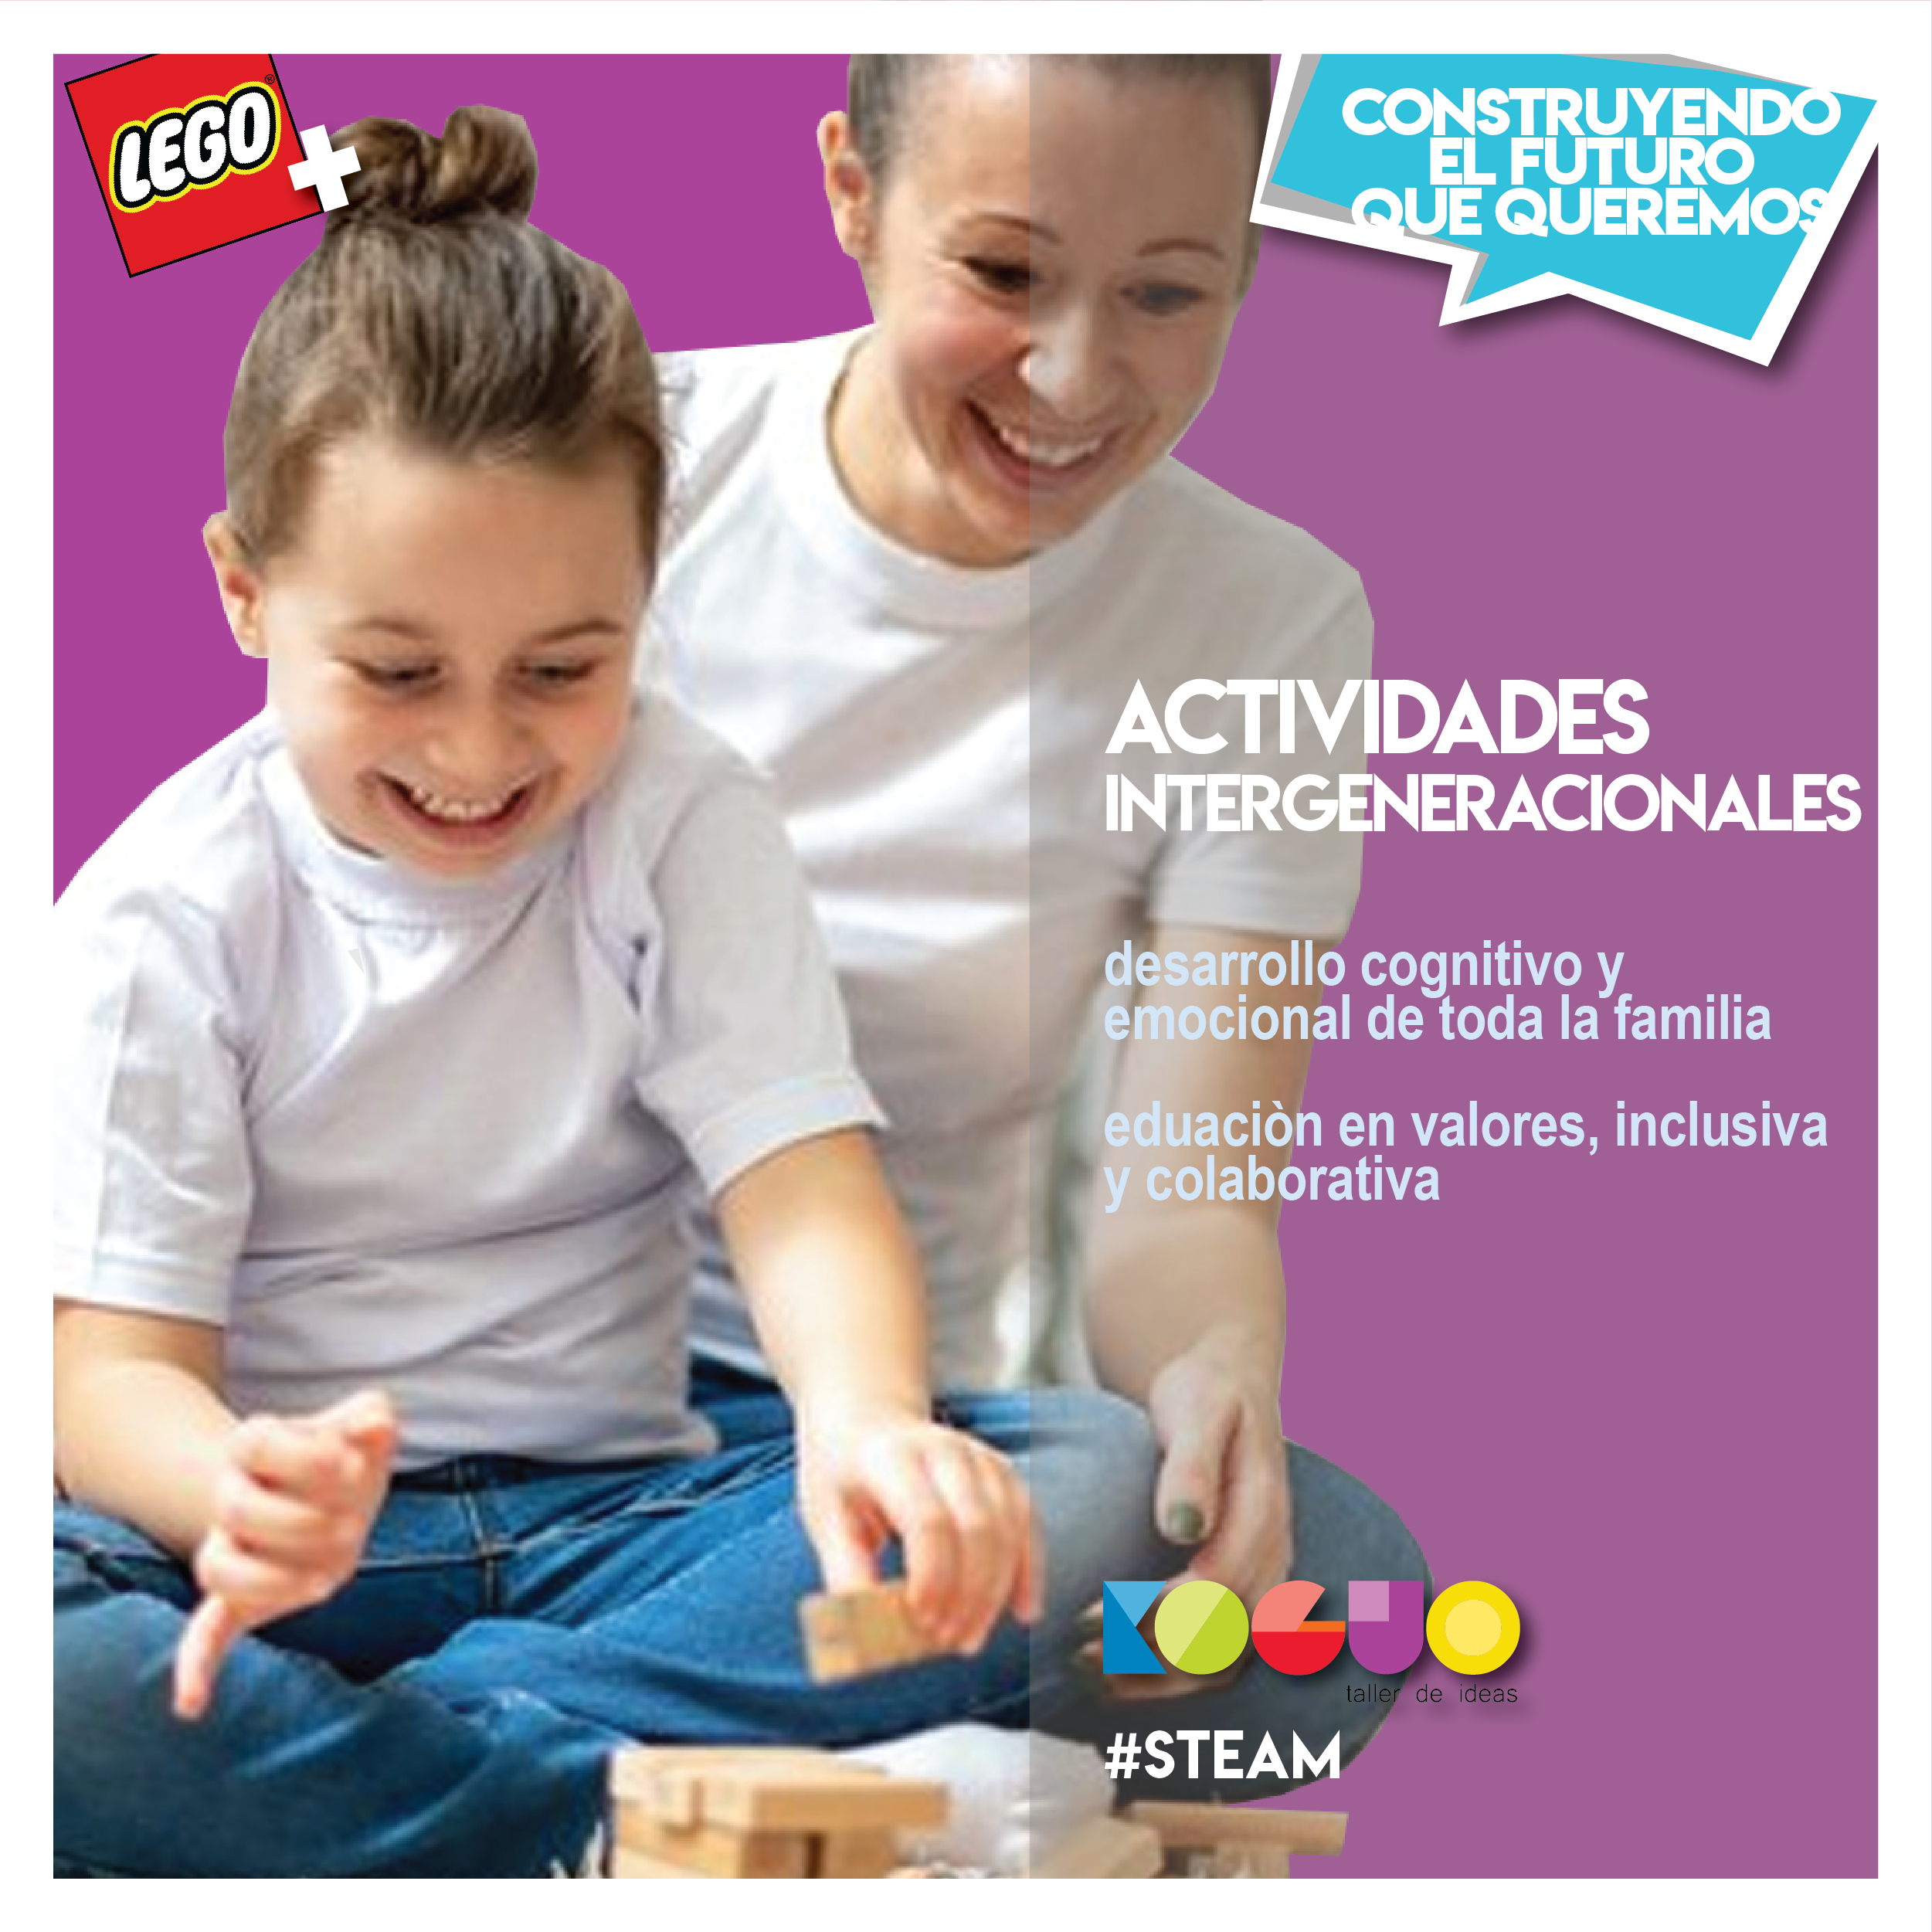 LEGO®+
CONSTRUYENDO
EL FUTURO
QUE QUEREMOS
ACTIVIDADES
INTERGENERACIONALES
desarrollo cognitivo y
emocional de toda la familia
eduaciòn en valores, inclusiva
y colaborativa
KOGUO
taller de ideas
#STEAM